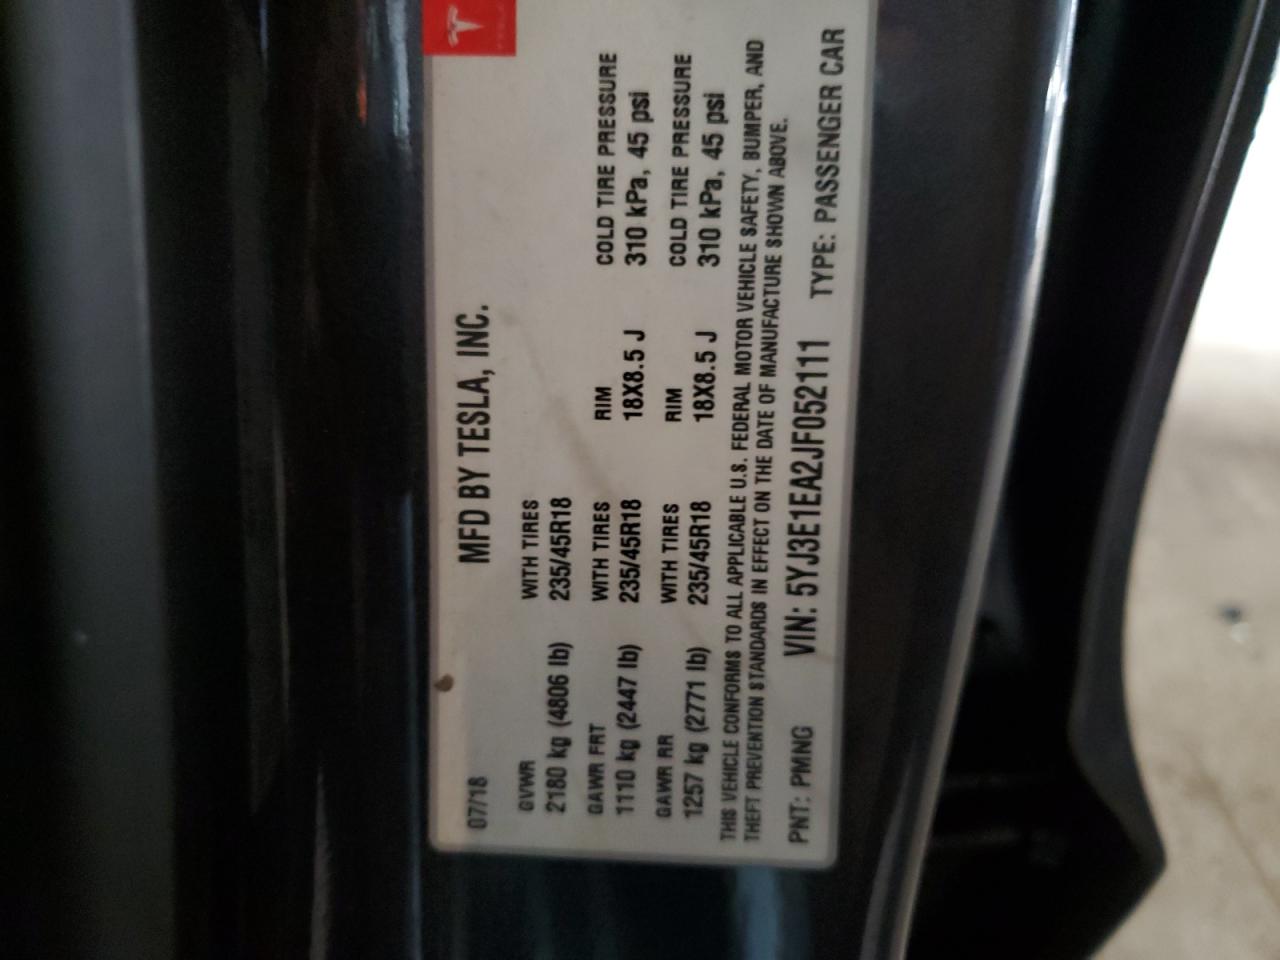 MFD BY TESLA, INC.
07/18
GVWR WITH TIRES
2180 kg (4806 lb) 235/45R18
GAWR FRT WITH TIRES RIM COLD TIRE PRESSURE
1110 kg (2447 lb) 235/45R18 18X8.5 J 310 kPa, 45 psi
GAWR RR WITH TIRES RIM COLD TIRE PRESSURE
1257 kg (2771 lb) 235/45R18 18X8.5 J 310 kPa, 45 psi
THIS VEHICLE CONFORMS TO ALL APPLICABLE U.S. FEDERAL MOTOR VEHICLE SAFETY, BUMPER, AND
THEFT PREVENTION STANDARDS IN EFFECT ON THE DATE OF MANUFACTURE SHOWN ABOVE.
PNT: PMNG VIN: 5YJ3E1EA2JF052111 TYPE: PASSENGER CAR